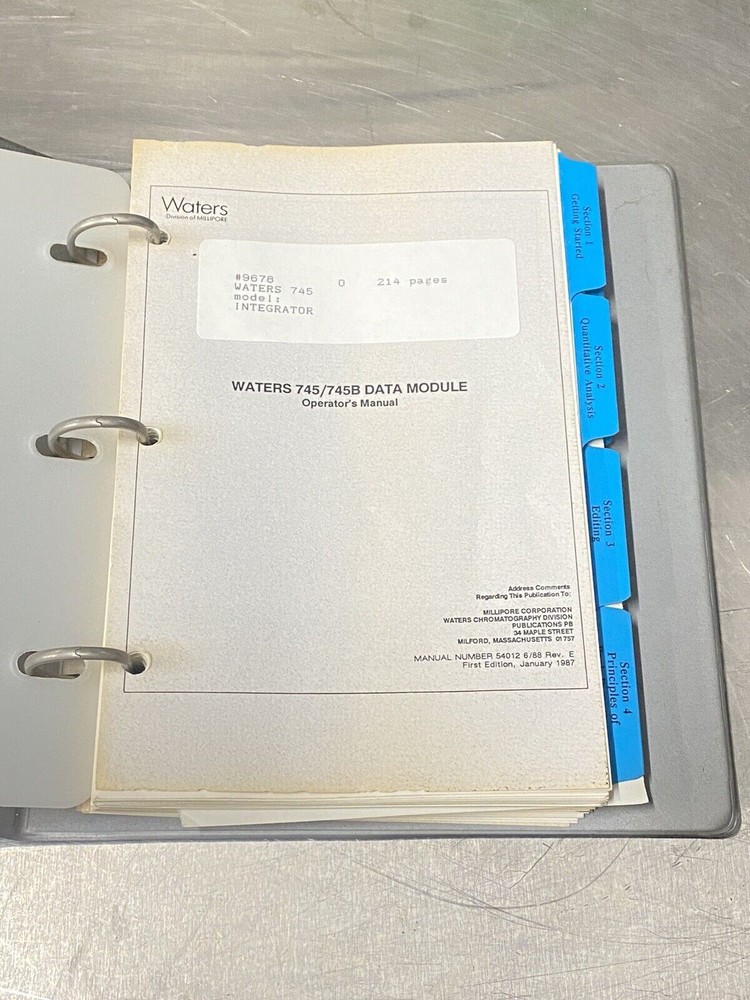 Waters
Division of MILLIPORE
#9678 0 214 pages
WATERS 745
model:
INTEGRATOR
WATERS 745/745B DATA MODULE
Operator's Manual
Address Comments
Regarding This Publication To:
MILLIPORE CORPORATION
WATERS CHROMATOGRAPHY DIVISION
PUBLICATIONS PB
34 MAPLE STREET
MILFORD, MASSACHUSETTS 01757
MANUAL NUMBER 54012 6/88 Rev. E
First Edition, January 1987
Section 1
Getting Started
Section 2
Quantitative Analysis
Section 3
Editing
Section 4
Principles of